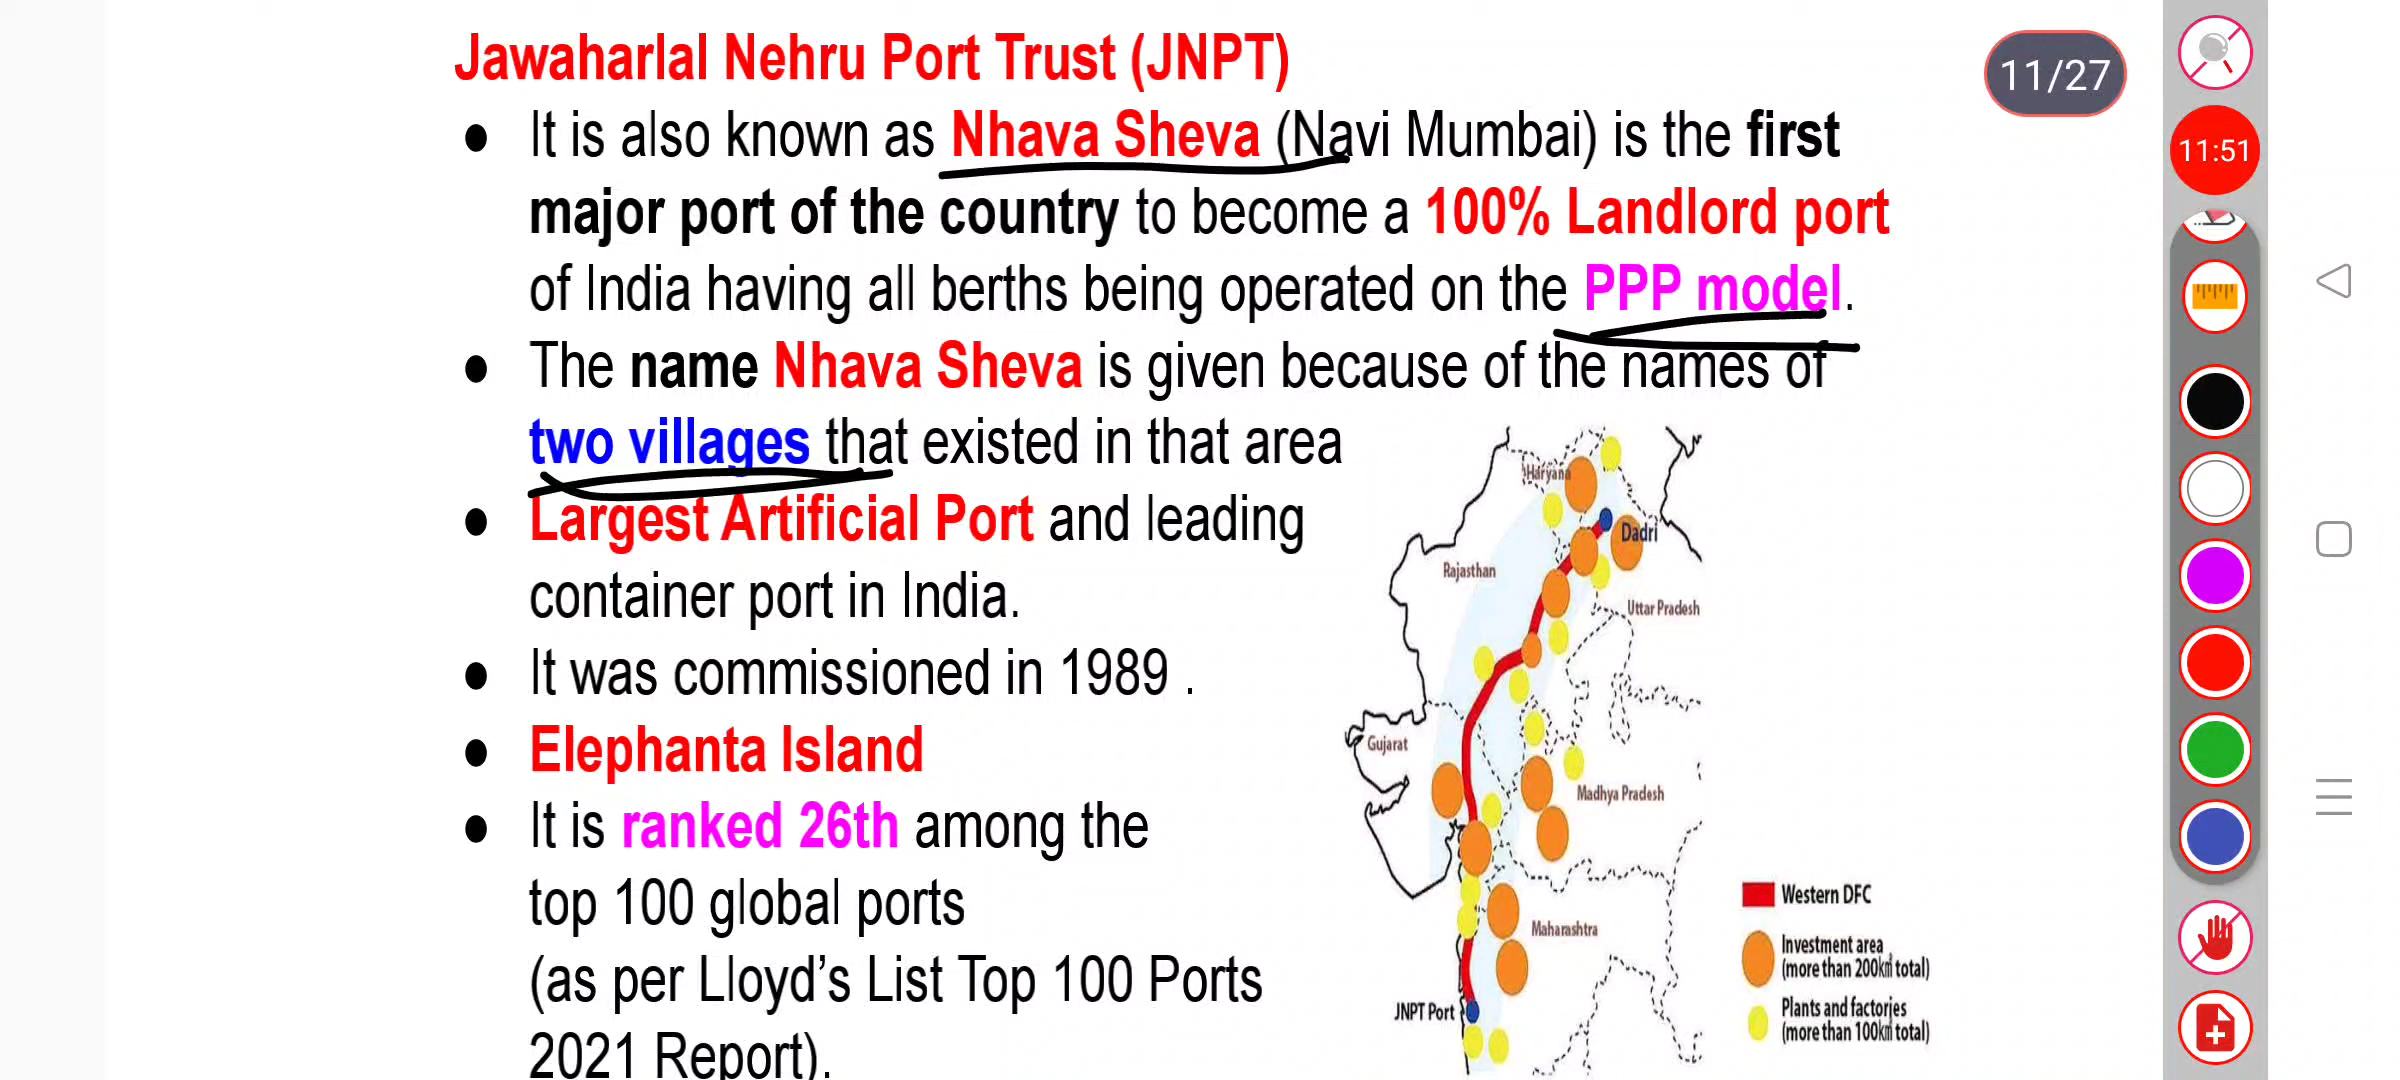 Jawaharlal Nehru Port Trust (JNPT)
11/27
● It is also known as Nhava Sheva (Navi Mumbai) is the first
11:51
major port of the country to become a 100% Landlord port
of India having all berths being operated on the PPP model.
● The name Nhava Sheva is given because of the names of
two villages that existed in that area
● Largest Artificial Port and leading
container port in India.
● It was commissioned in 1989 .
● Elephanta Island
● It is ranked 26th among the
top 100 global ports
(as per Lloyd’s List Top 100 Ports
2021 Report).
Haryana
Dadri
Rajasthan
Uttar Pradesh
Gujarat
Madhya Pradesh
Maharashtra
JNPT Port
Western DFC
Investment area
(more than 200km² total)
Plants and factories
(more than 100km² total)